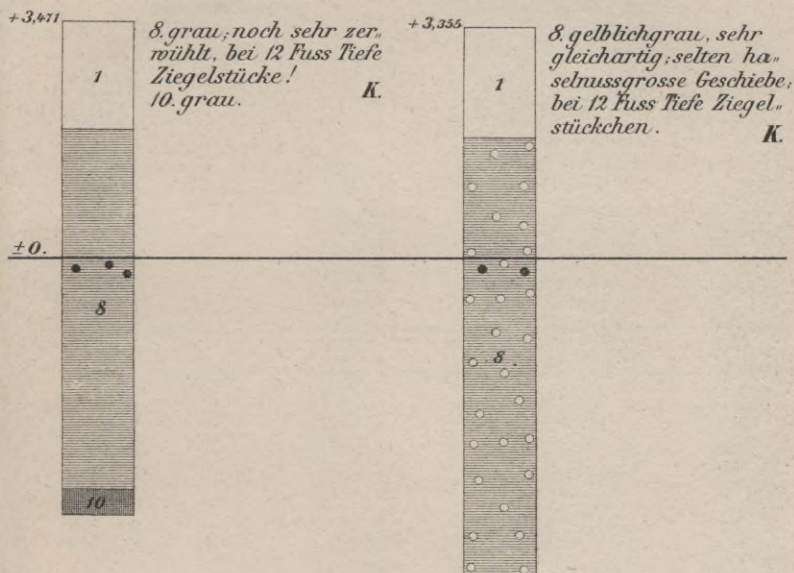 +3,471
8. grau; noch sehr zer„
wühlt, bei 12 Fuss Tiefe
Ziegelstücke!
10. grau.
K.
1
±0.
8
10
+3,355
8. gelblichgrau, sehr
gleichartig; selten ha„
selnussgrosse Geschiebe;
bei 12 Fuss Tiefe Ziegel„
stückchen.
K.
1
8